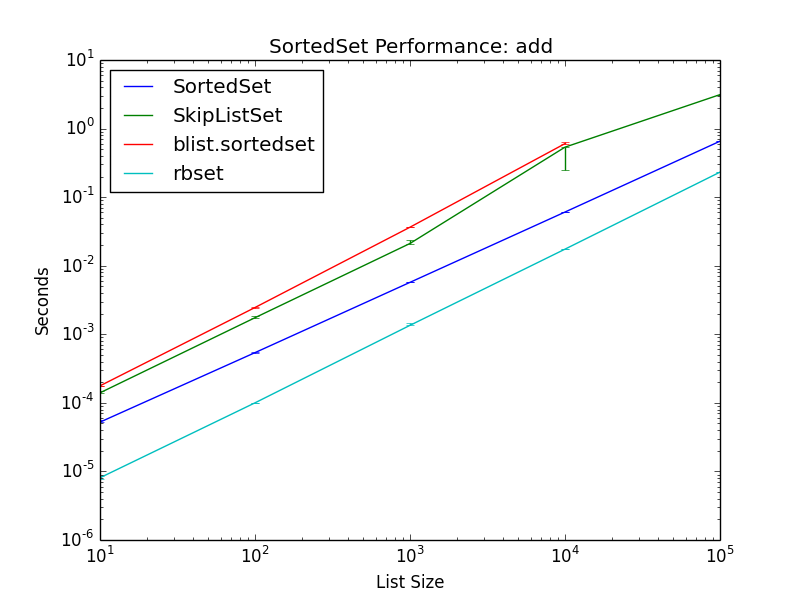 SortedSet Performance: add
10^1
10^0
10^-1
10^-2
10^-3
10^-4
10^-5
10^-6
Seconds
SortedSet
SkipListSet
blist.sortedset
rbset
10^1 10^2 10^3 10^4 10^5
List Size